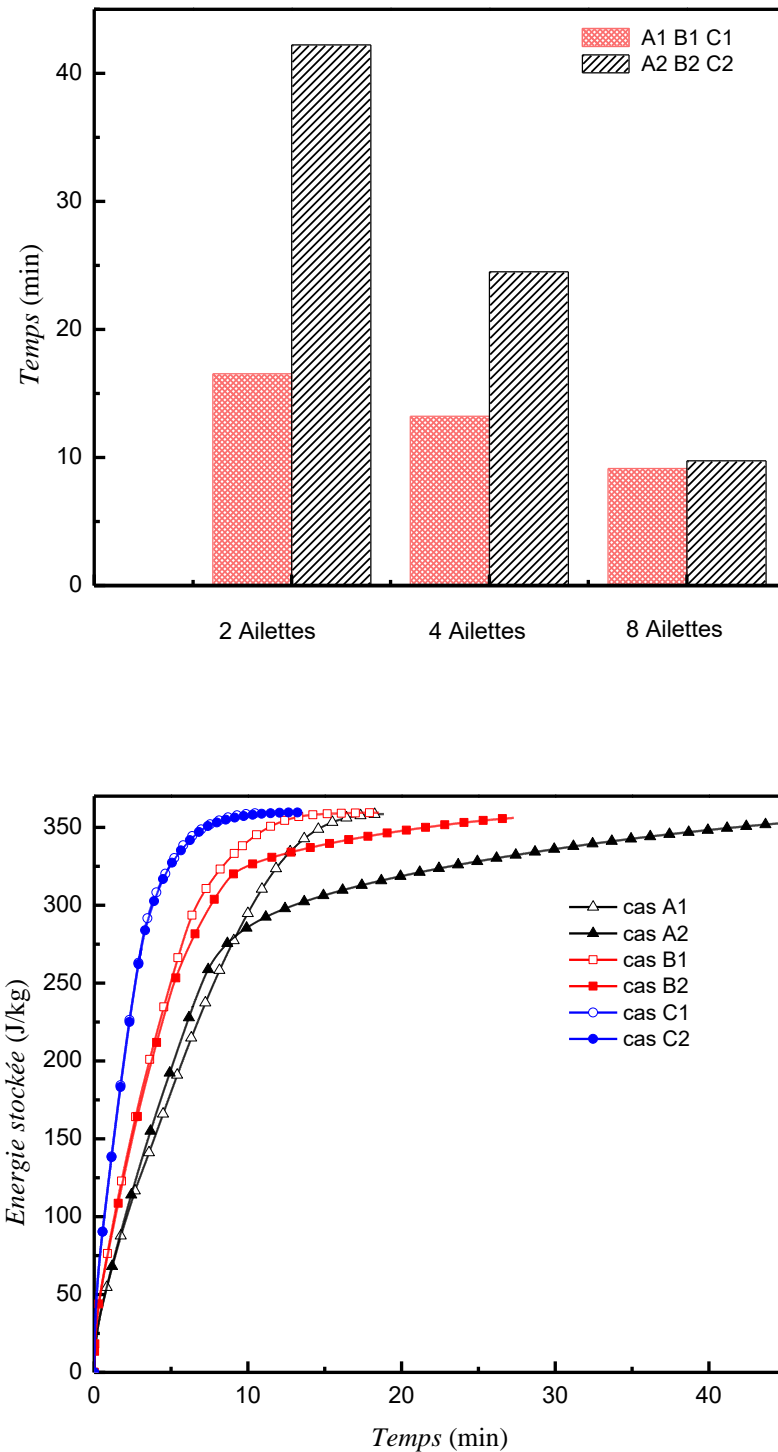 A1 B1 C1
A2 B2 C2
40
30
20
10
0
Temps (min)
2 Ailettes
4 Ailettes
8 Ailettes
350
300
250
200
150
100
50
0
Energie stockée (J/kg)
cas A1
cas A2
cas B1
cas B2
cas C1
cas C2
0 10 20 30 40
Temps (min)